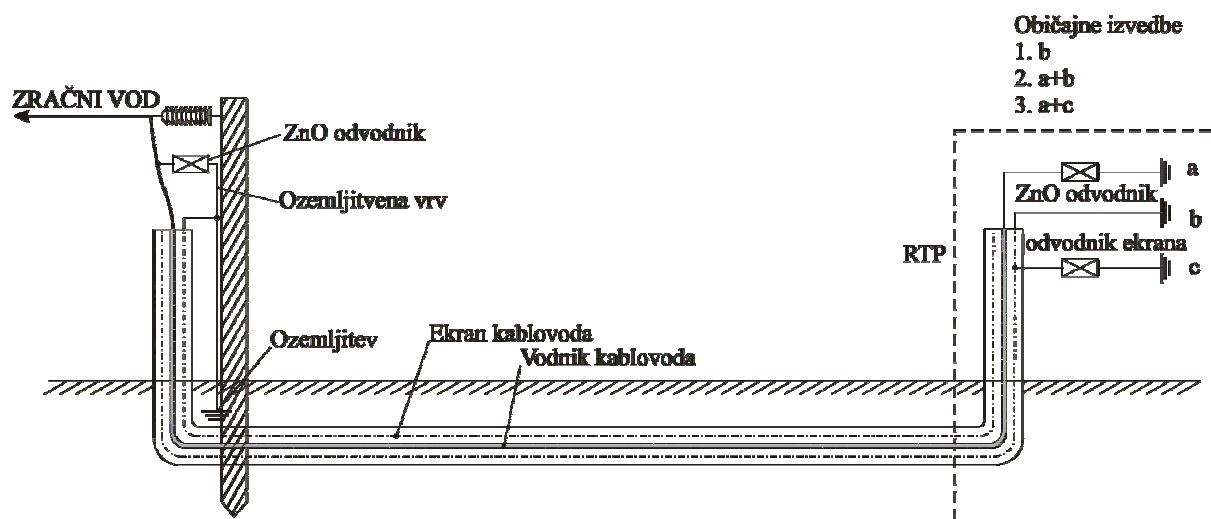 Običajne izvedbe
1. b
2. a+b
3. a+c
ZRAČNI VOD
ZnO odvodnik
Ozemljitvena vrv
a
ZnO odvodnik
b
RTP
odvodnik ekrana
c
Ozemljitev
Ekran kablovoda
Vodnik kablovoda